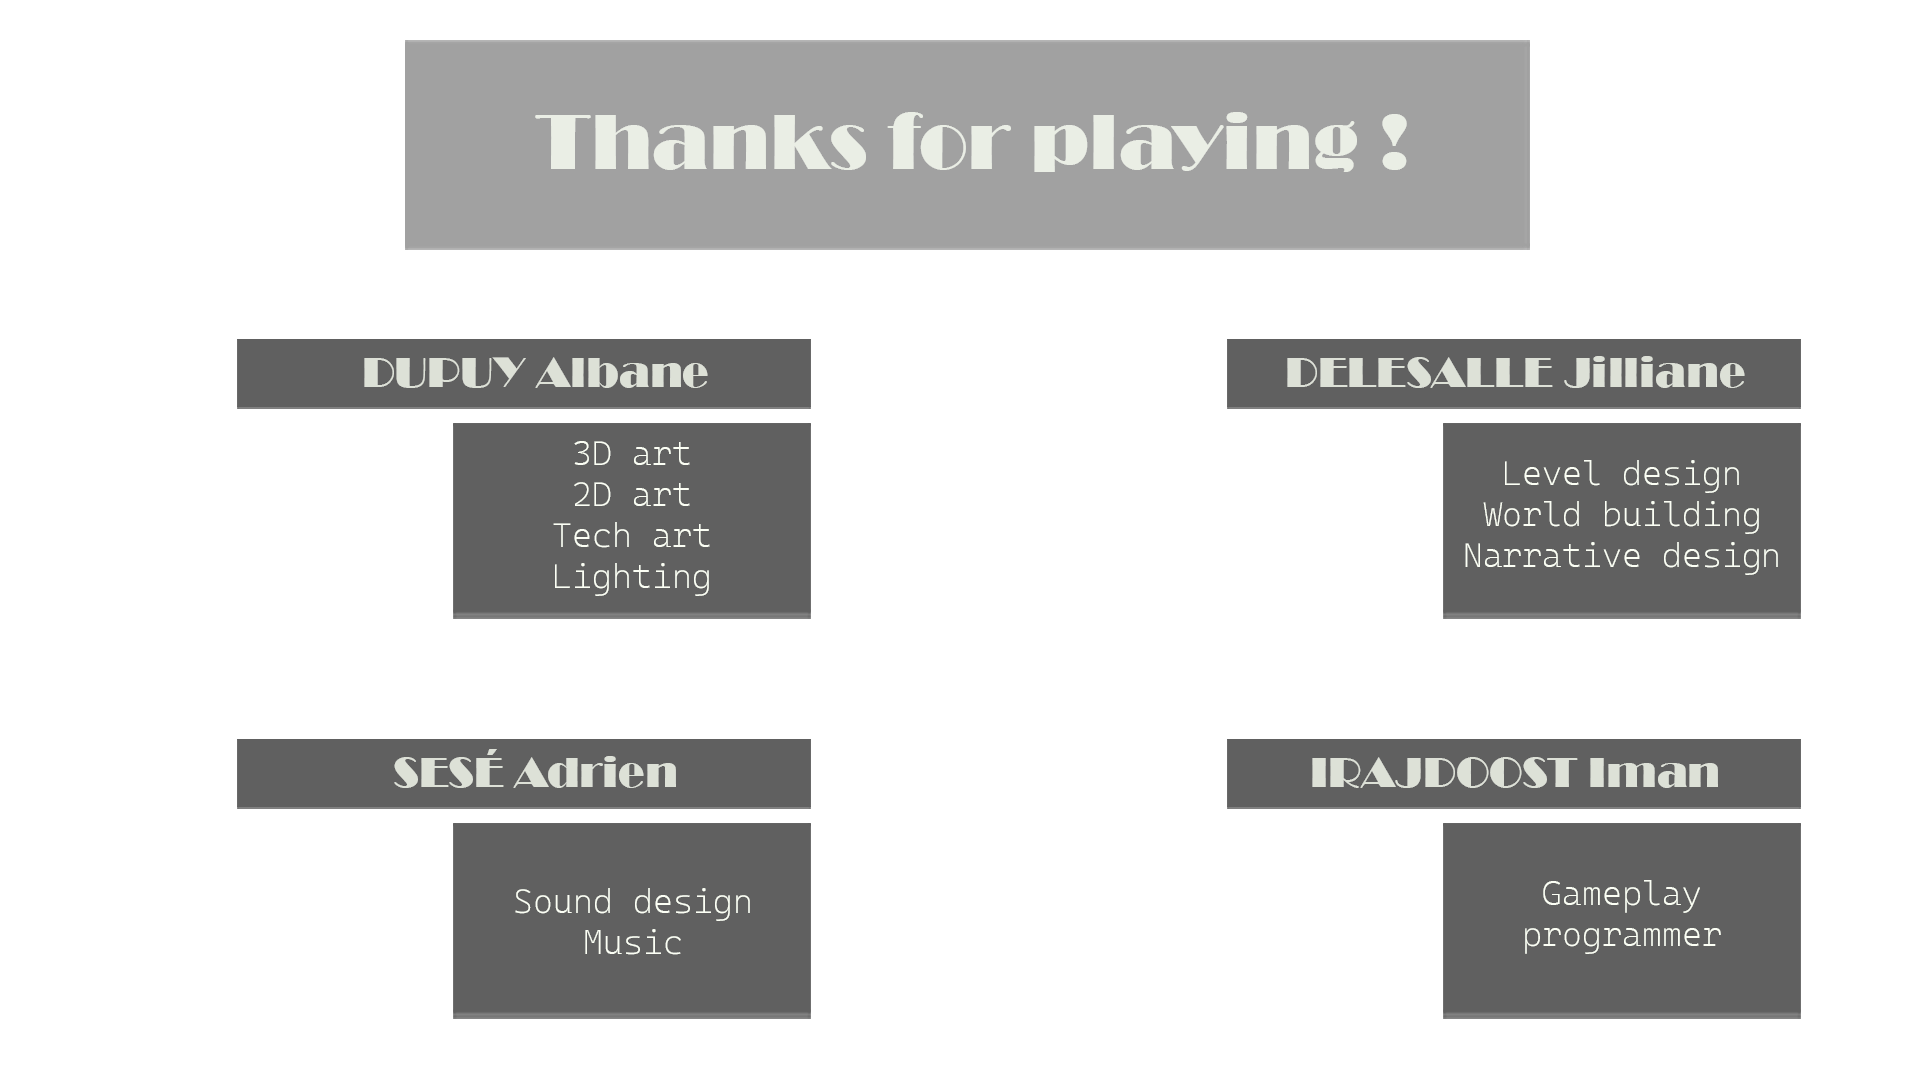 Thanks for playing !
DUPUY Albane
3D art
2D art
Tech art
Lighting
DELESALLE Jilliane
Level design
World building
Narrative design
SESÉ Adrien
Sound design
Music
IRAJDOOST Iman
Gameplay
programmer